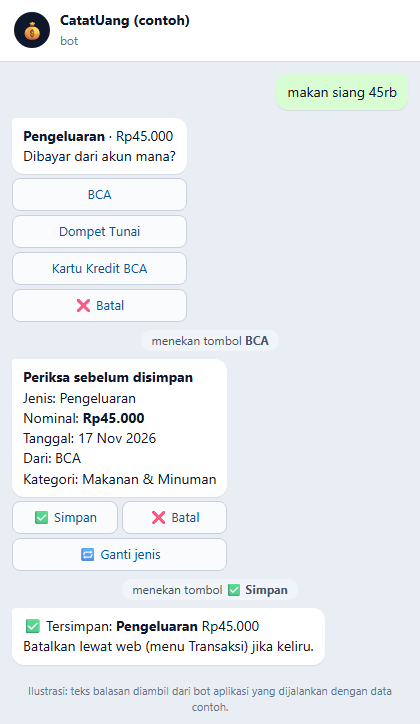 CatatUang (contoh)
bot
makan siang 45rb
Pengeluaran · Rp45.000
Dibayar dari akun mana?
BCA
Dompet Tunai
Kartu Kredit BCA
❌ Batal
menekan tombol BCA
Periksa sebelum disimpan
Jenis: Pengeluaran
Nominal: Rp45.000
Tanggal: 17 Nov 2026
Dari: BCA
Kategori: Makanan & Minuman
✅ Simpan
❌ Batal
🔁 Ganti jenis
menekan tombol ✅ Simpan
✅ Tersimpan: Pengeluaran Rp45.000
Batalkan lewat web (menu Transaksi) jika keliru.
Ilustrasi: teks balasan diambil dari bot aplikasi yang dijalankan dengan data
contoh.